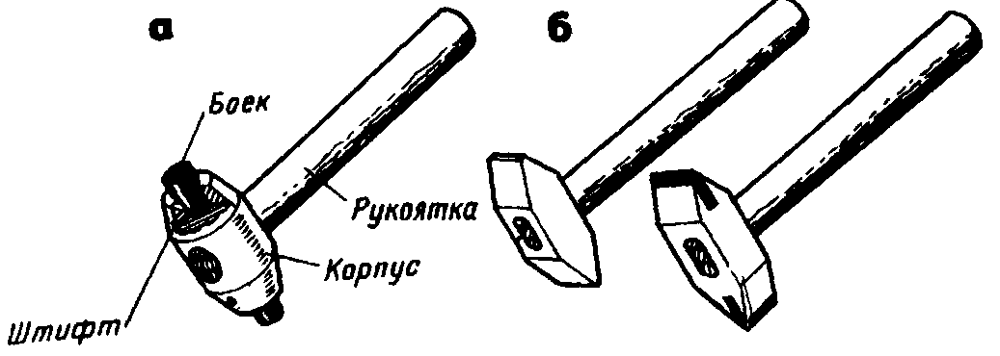 а
б
Боек
Рукоятка
Корпус
Штифт